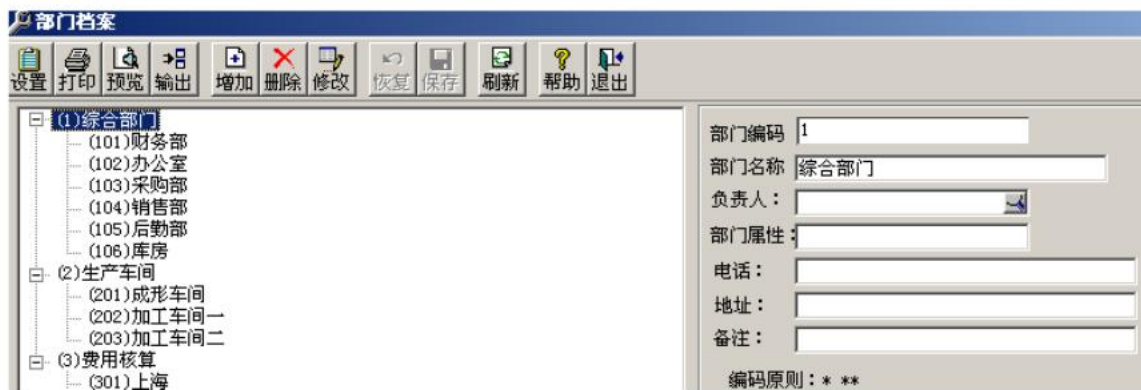 部门档案
设置 打印 预览 输出 增加 删除 修改 恢复 保存 刷新 帮助 退出
(1)综合部门
(101)财务部
(102)办公室
(103)采购部
(104)销售部
(105)后勤部
(106)库房
(2)生产车间
(201)成形车间
(202)加工车间一
(203)加工车间二
(3)费用核算
(301)上海
部门编码 1
部门名称 综合部门
负责人：
部门属性：
电话：
地址：
备注：
编码原则：* **